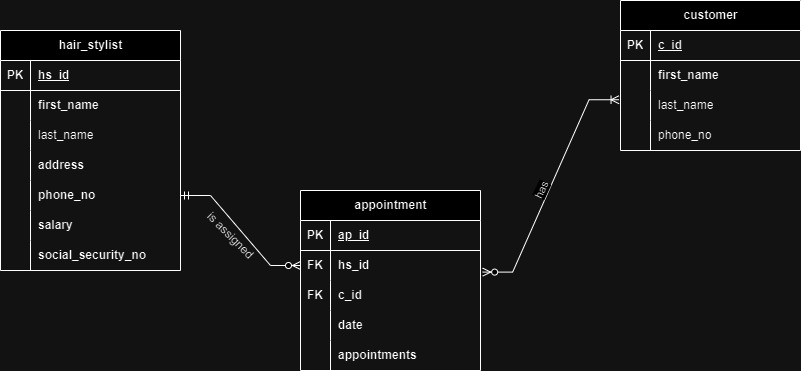 hair_stylist
PK hs_id
first_name
last_name
address
phone_no
salary
social_security_no
is assigned
appointment
PK ap_id
FK hs_id
FK c_id
date
appointments
has
customer
PK c_id
first_name
last_name
phone_no